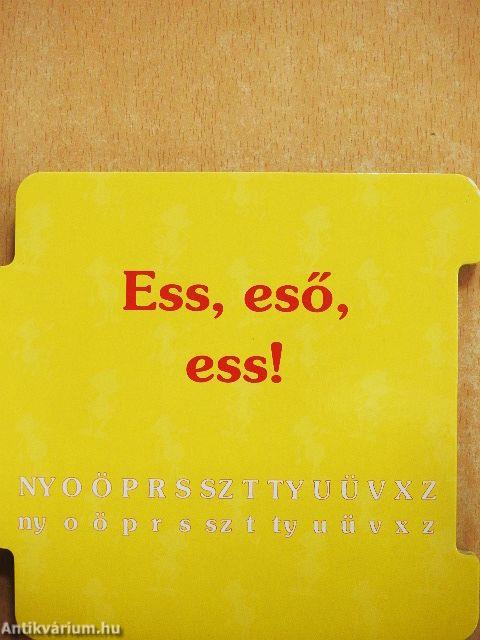 Ess, eső,
ess!
NY O Ö P R S SZ T TY U Ü V X Z
ny o ö p r s sz t ty u ü v x z
Antikvárium.hu